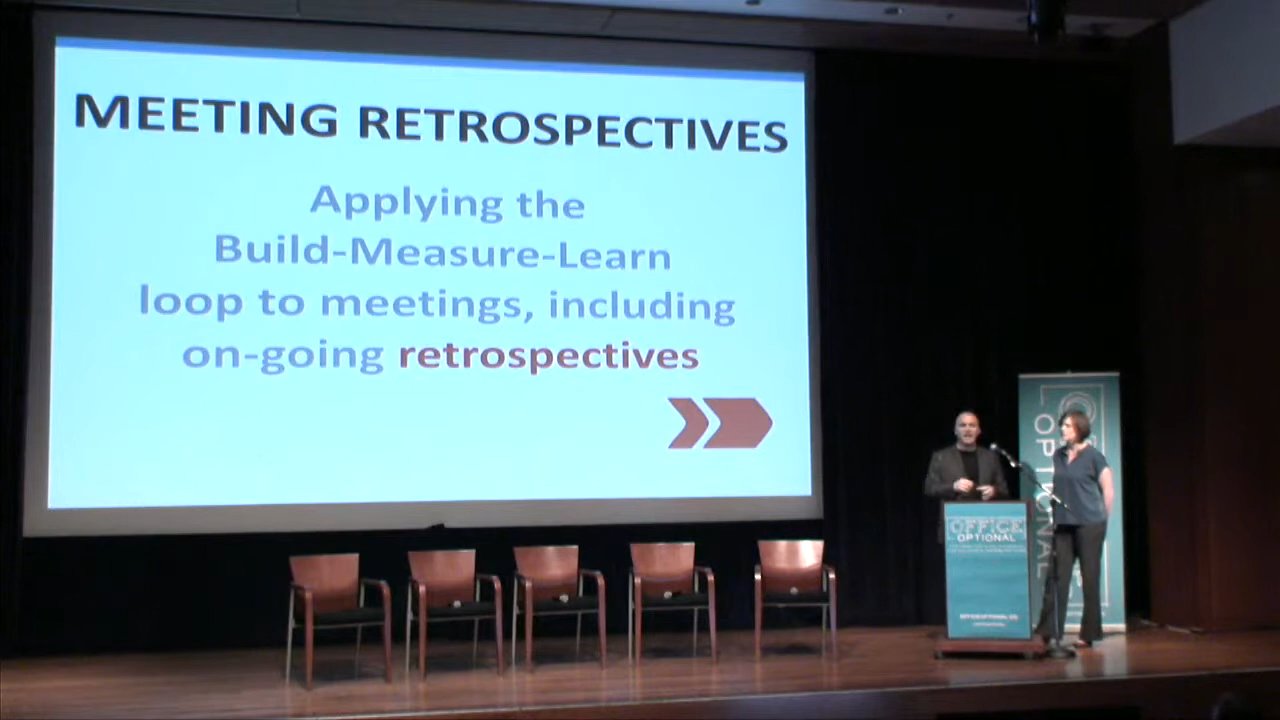 MEETING RETROSPECTIVES
Applying the
Build-Measure-Learn
loop to meetings, including
on-going retrospectives
OFFICE
OPTIONAL
OPTIONAL